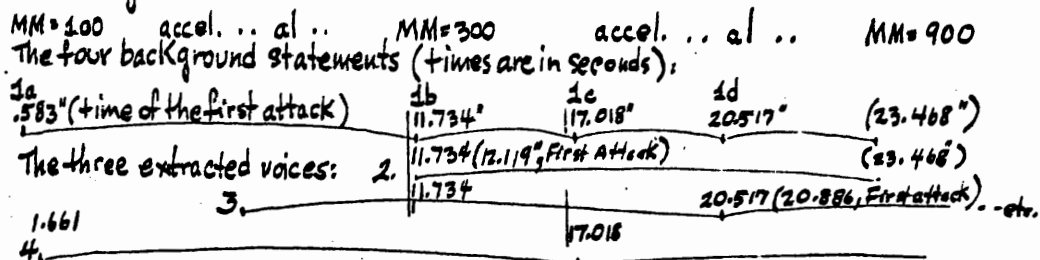 MM=100 accel. .. al .. MM=300 accel. .. al .. MM=900
The four background statements (times are in seconds):
1a 1b 1c 1d
.583" (time of the first attack) 11.734" 17.018" 20.517" (23.468")
The three extracted voices: 2. 11.734 (12.119", First Attack) (23.468)
3. 11.734 20.517 (20.886, First attack). --etc.
1.661 17.018
4.